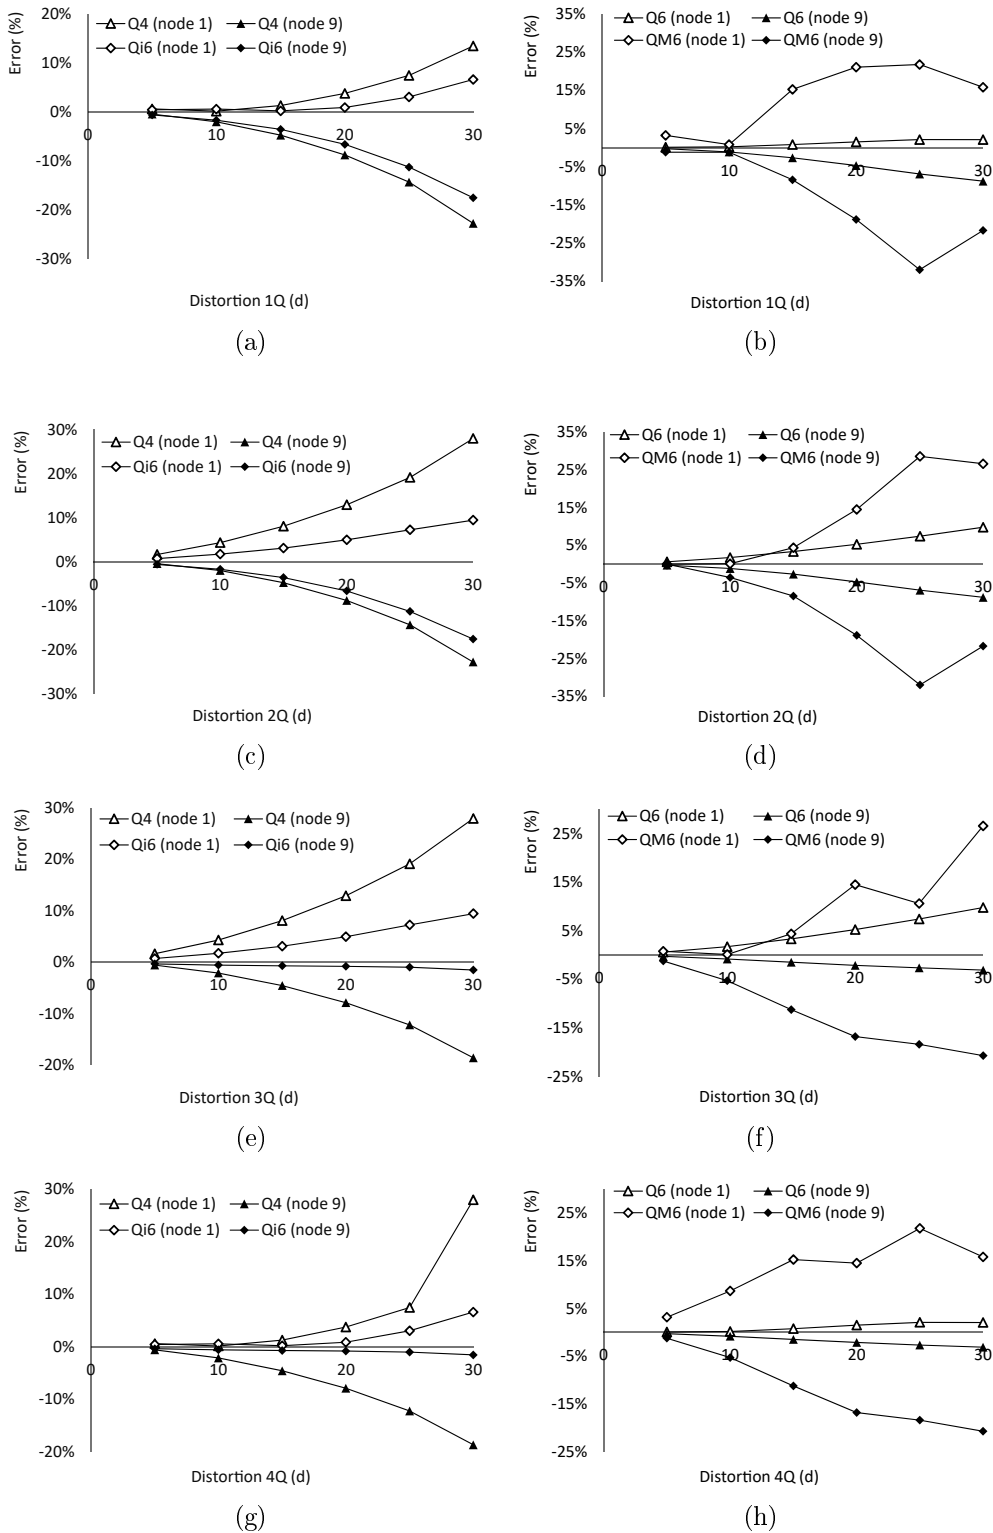 Error (%)
20%
10%
0%
-10%
-20%
-30%
Q4 (node 1)
Q4 (node 9)
Qi6 (node 1)
Qi6 (node 9)
0
10
20
30
Distortion 1Q (d)
(a)
Error (%)
35%
25%
15%
5%
-5%
-15%
-25%
-35%
Q6 (node 1)
Q6 (node 9)
QM6 (node 1)
QM6 (node 9)
0
10
20
30
Distortion 1Q (d)
(b)
Error (%)
30%
20%
10%
0%
-10%
-20%
-30%
Q4 (node 1)
Q4 (node 9)
Qi6 (node 1)
Qi6 (node 9)
0
10
20
30
Distortion 2Q (d)
(c)
Error (%)
35%
25%
15%
5%
-5%
-15%
-25%
-35%
Q6 (node 1)
Q6 (node 9)
QM6 (node 1)
QM6 (node 9)
0
10
20
30
Distortion 2Q (d)
(d)
Error (%)
30%
20%
10%
0%
-10%
-20%
Q4 (node 1)
Q4 (node 9)
Qi6 (node 1)
Qi6 (node 9)
0
10
20
30
Distortion 3Q (d)
(e)
Error (%)
25%
15%
5%
-5%
-15%
-25%
Q6 (node 1)
Q6 (node 9)
QM6 (node 1)
QM6 (node 9)
0
10
20
30
Distortion 3Q (d)
(f)
Error (%)
30%
20%
10%
0%
-10%
-20%
Q4 (node 1)
Q4 (node 9)
Qi6 (node 1)
Qi6 (node 9)
0
10
20
30
Distortion 4Q (d)
(g)
Error (%)
25%
15%
5%
-5%
-15%
-25%
Q6 (node 1)
Q6 (node 9)
QM6 (node 1)
QM6 (node 9)
0
10
20
30
Distortion 4Q (d)
(h)